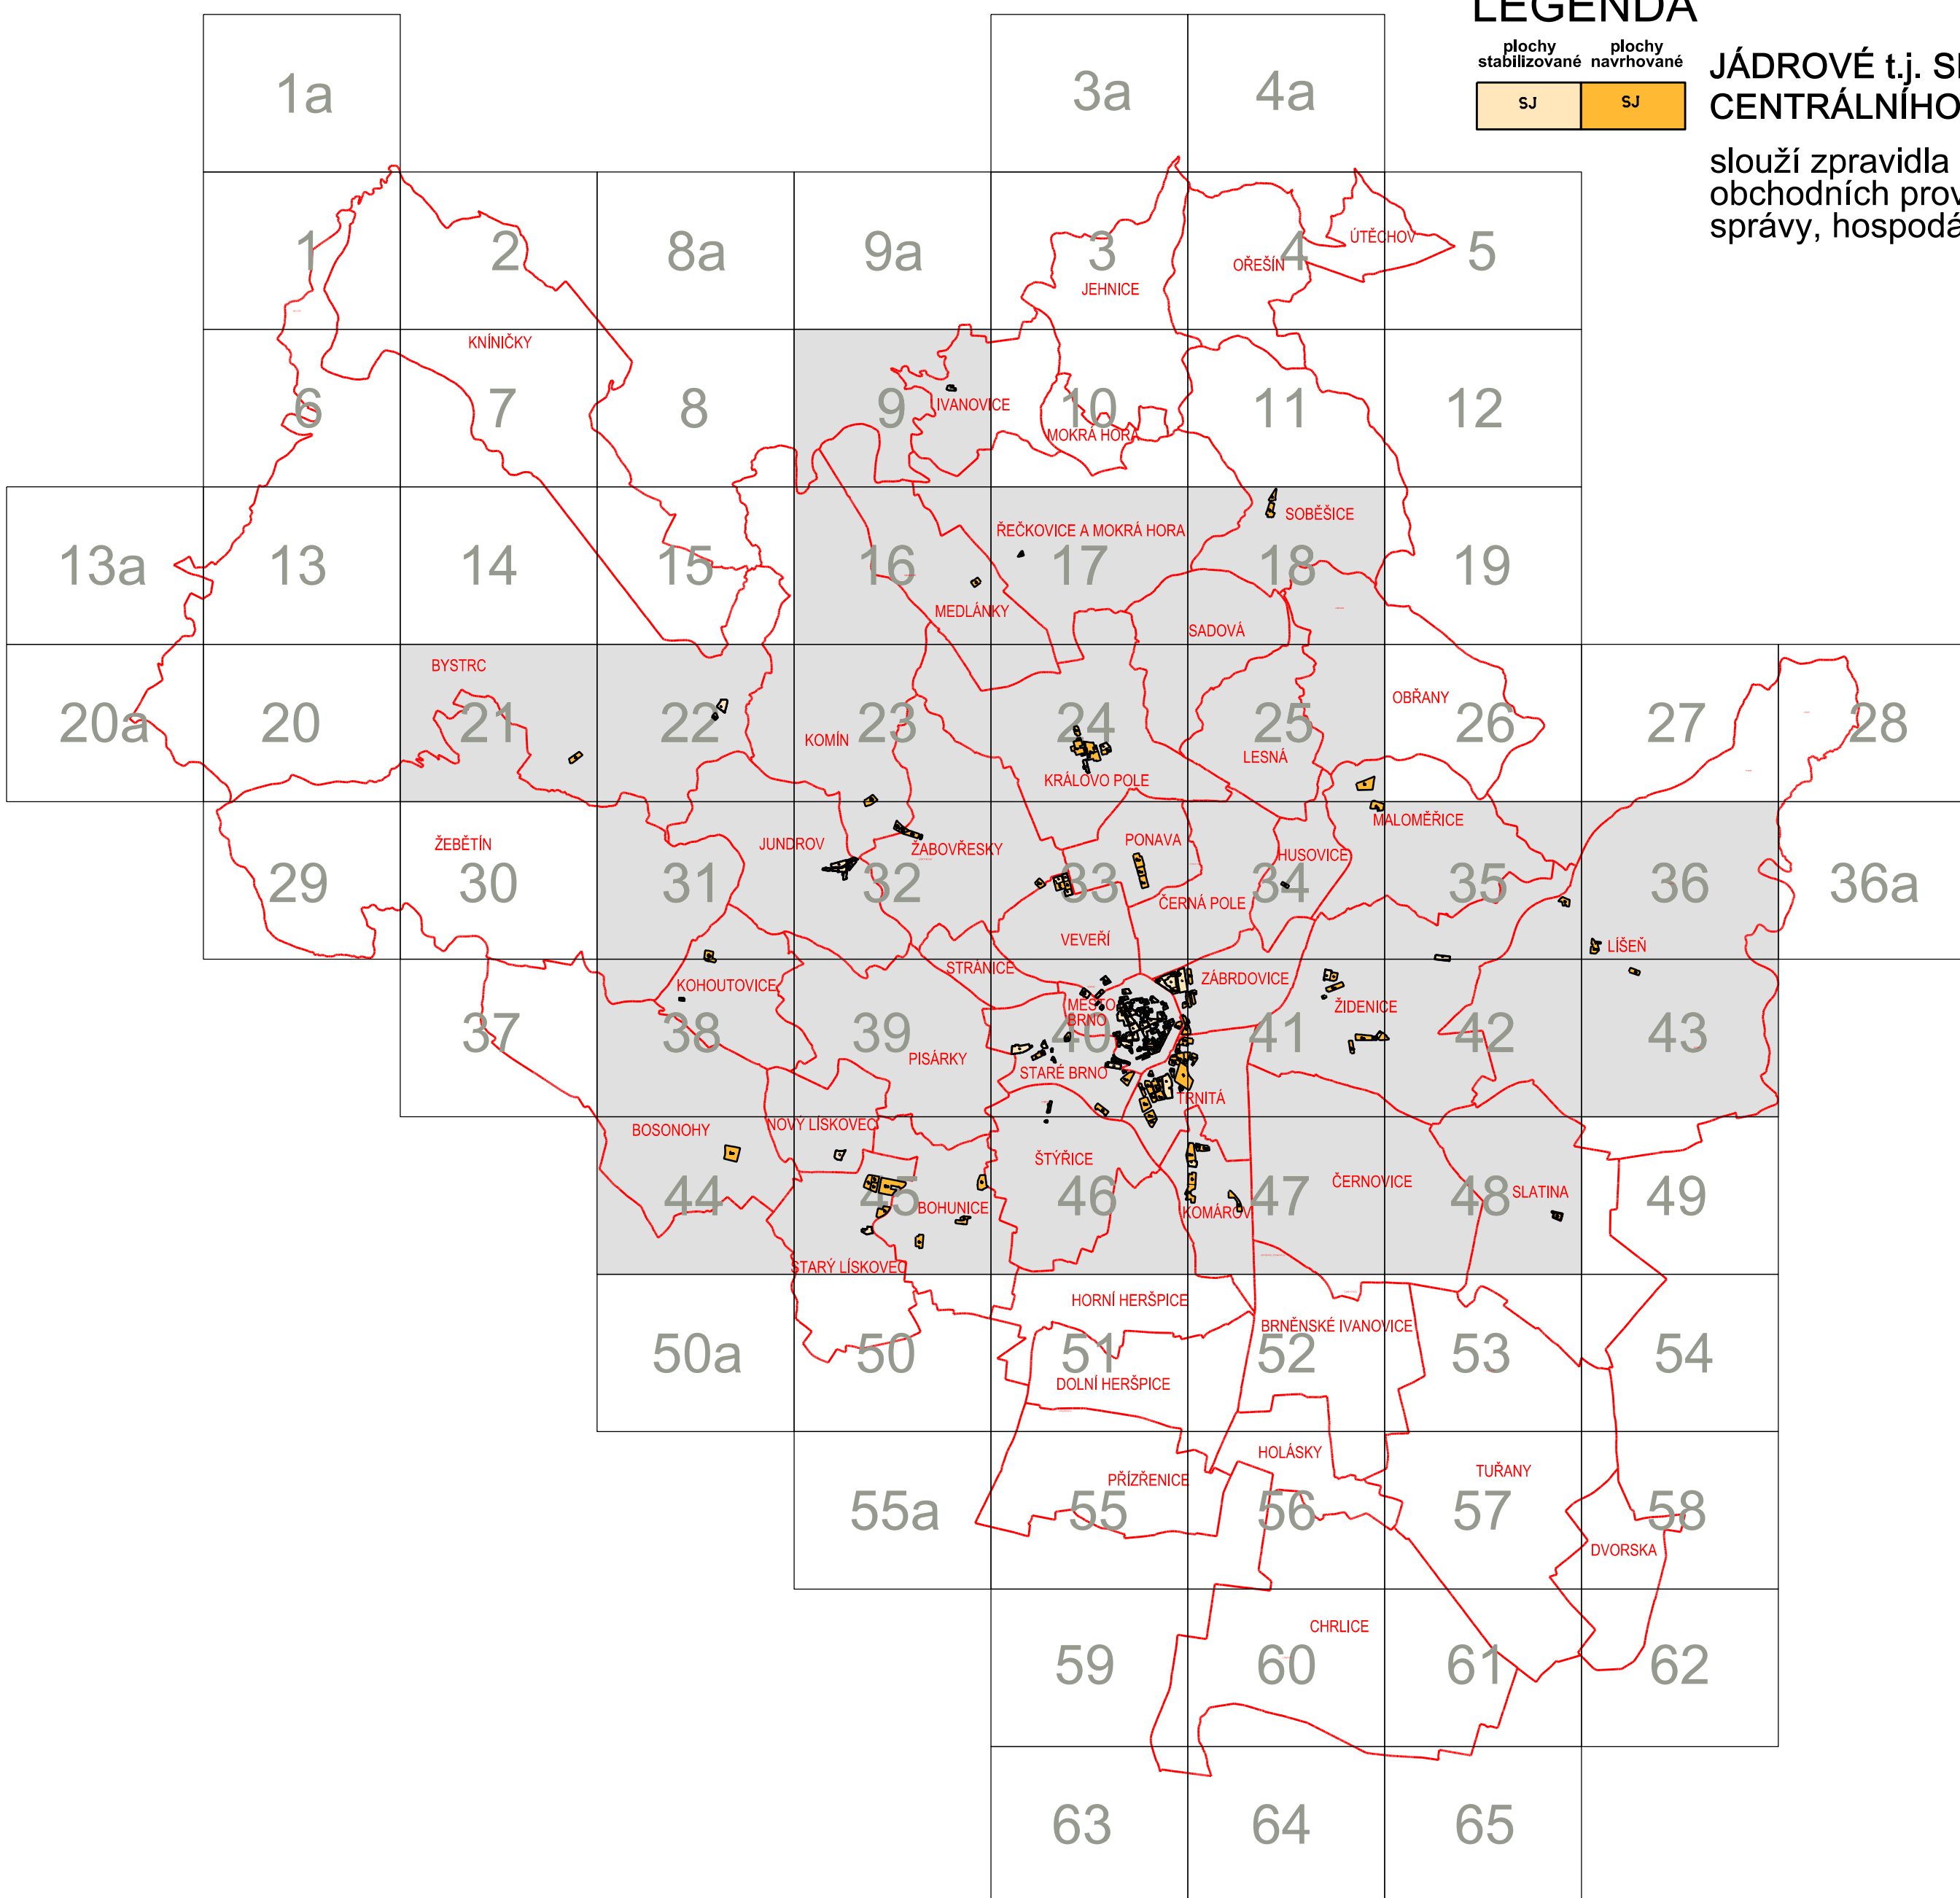 LEGENDA
plochy stabilizované
plochy navrhované
SJ
SJ
JÁDROVÉ t.j.
CENTRÁLNÍHO
slouží zpravidla
obchodních
správy,
1a
3a
4a
1
2
8a
9a
3
4
5
JEHNICE
OŘEŠÍN
ÚTĚCHOV
KNÍNIČKY
6
7
8
9
10
11
12
IVANOVICE
MOKRÁ HORA
13a
13
14
15
16
17
18
19
ŘEČKOVICE A MOKRÁ HORA
SOBĚŠICE
MEDLÁNKY
SADOVÁ
BYSTRC
20a
20
21
22
23
24
25
26
27
28
KOMÍN
KRÁLOVO POLE
LESNÁ
OBŘANY
ŽEBĚTÍN
JUNDROV
ŽABOVŘESKY
PONAVA
HUSOVICE
MALOMĚŘICE
29
30
31
32
33
34
35
36
36a
ČERNÁ POLE
VEVEŘÍ
LÍŠEŇ
KOHOUTOVICE
STRÁNICE
MĚSTO
BRNO
ZÁBRDOVICE
ŽIDENICE
37
38
39
40
41
42
43
PISÁRKY
STARÉ BRNO
TRNITÁ
BOSONOHY
NOVÝ LÍSKOVEC
ŠTÝŘICE
ČERNOVICE
SLATINA
44
45
46
47
48
49
BOHUNICE
KOMÁROV
STARÝ LÍSKOVEC
HORNÍ HERŠPICE
BRNĚNSKÉ IVANOVICE
50a
50
51
52
53
54
DOLNÍ HERŠPICE
HOLÁSKY
PŘÍZŘENICE
TUŘANY
55a
55
56
57
58
DVORSKA
CHRLICE
59
60
61
62
63
64
65